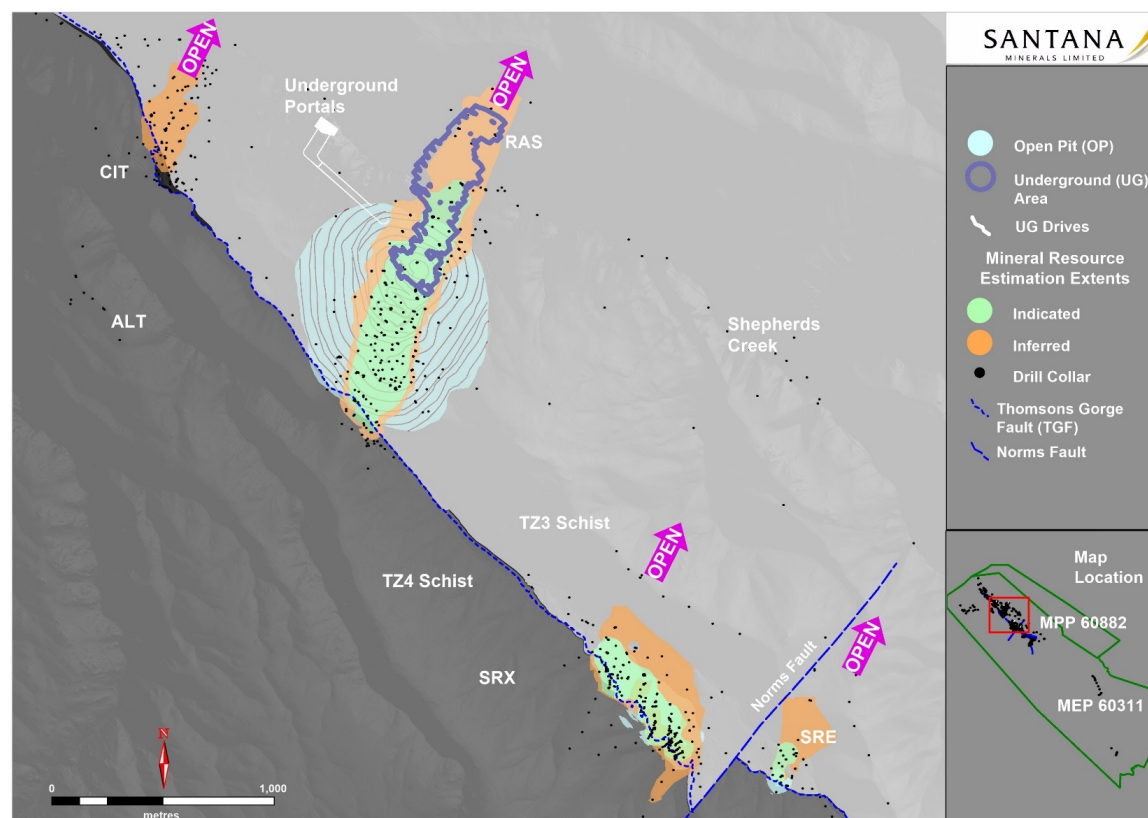 OPEN
OPEN
Underground
Portals
RAS
CIT
ALT
Shepherds
Creek
TZ3 Schist
OPEN
TZ4 Schist
OPEN
Norms Fault
SRX
SRE
N
0 1,000
metres
SANTANA
MINERALS LIMITED
Open Pit (OP)
Underground (UG)
Area
UG Drives
Mineral Resource
Estimation Extents
Indicated
Inferred
Drill Collar
Thomsons Gorge
Fault (TGF)
Norms Fault
Map
Location
MPP 60882
MEP 60311